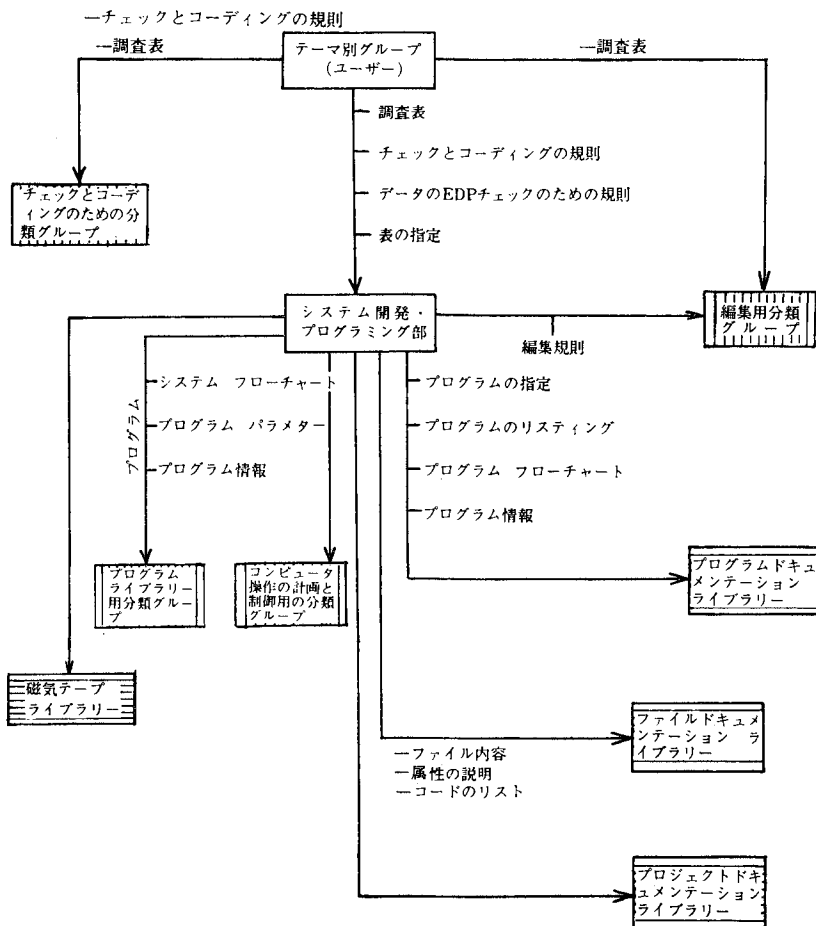 ―チェックとコーディングの規則
―調査表
テーマ別グループ
(ユーザー)
―調査表
調査表
チェックとコーディングの規則
データのEDPチェックのための規則
表の指定
チェックとコーデ
ィングのための分
類グループ
システム開発・
プログラミング部
編集規則
編集用分類
グループ
プログラム
システム フローチャート
プログラム パラメター
プログラム情報
プログラムの指定
プログラムのリスティング
プログラム フローチャート
プログラム情報
プログラム
ライブラリー
用分類グルー
プ
コンピュータ
操作の計画と
制御用の分類
グループ
プログラムドキュ
メンテーション
ライブラリー
磁気テープ
ライブラリー
ファイルドキュメ
ンテーション ラ
イブラリー
―ファイル内容
―属性の説明
―コードのリスト
プロジェクトドキ
ュメンテーション
ライブラリー